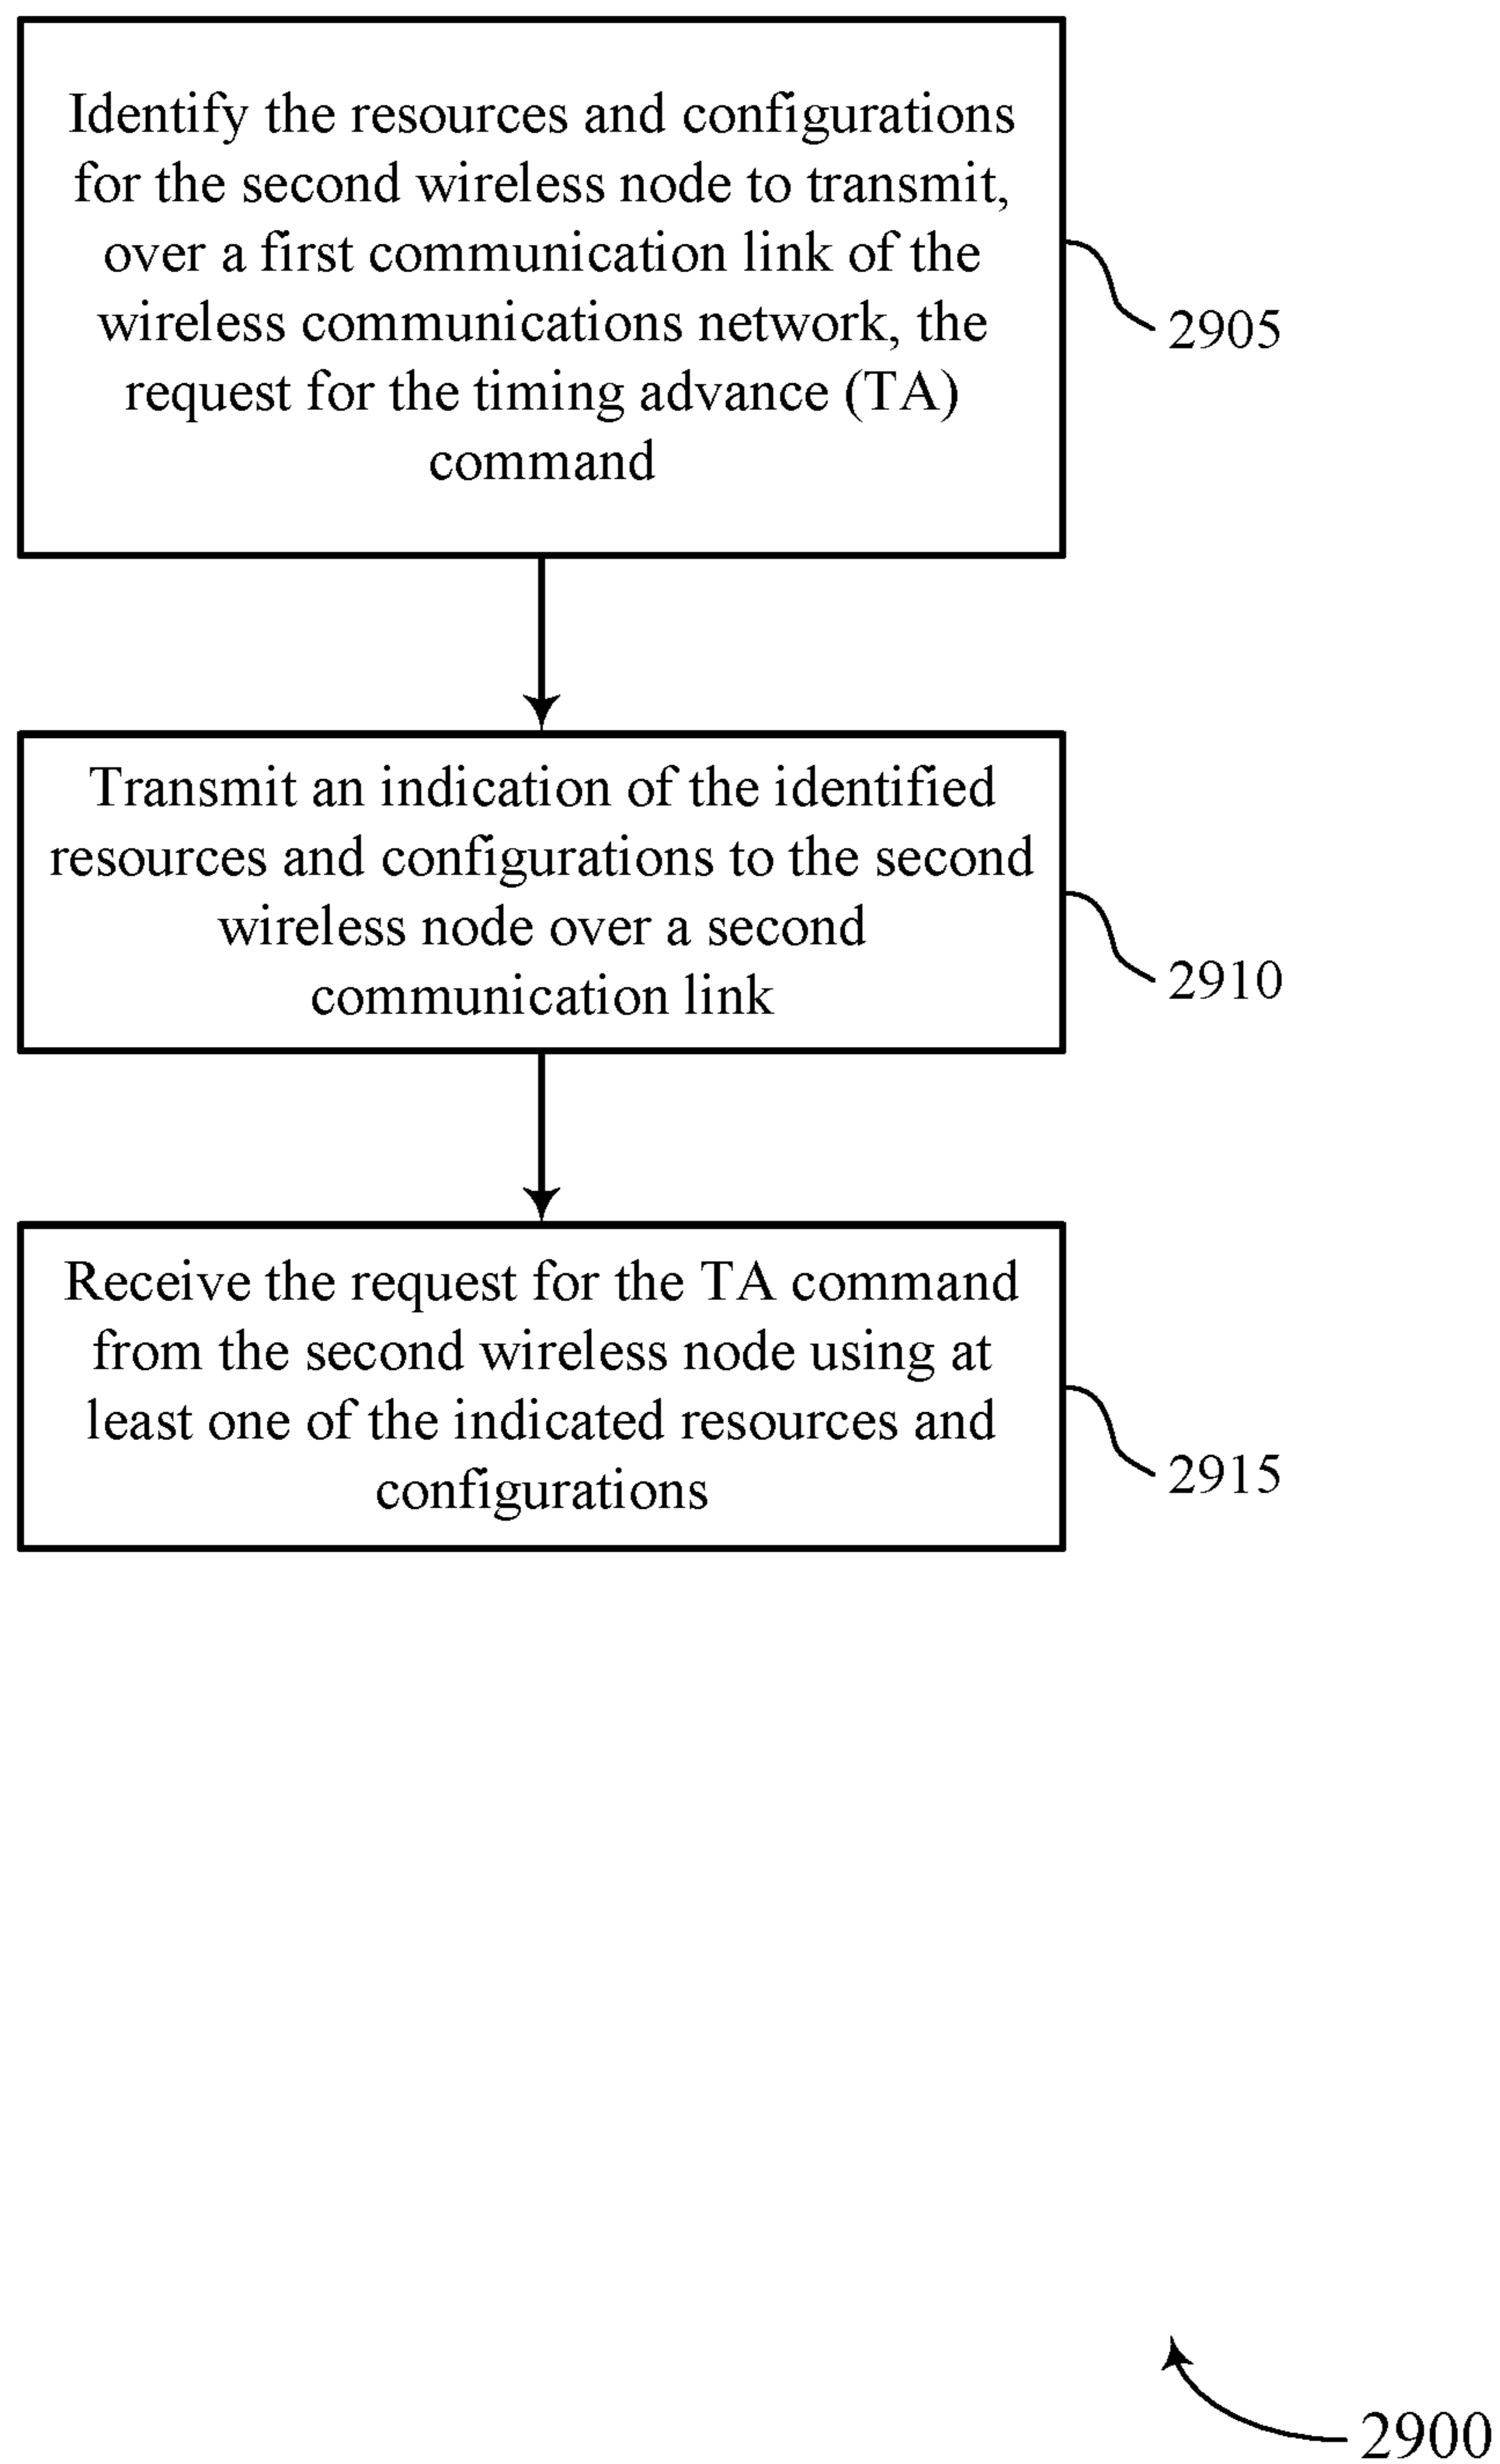 Identify the resources and configurations
for the second wireless node to transmit,
over a first communication link of the
wireless communications network, the
request for the timing advance (TA)
command
2905
Transmit an indication of the identified
resources and configurations to the second
wireless node over a second
communication link
2910
Receive the request for the TA command
from the second wireless node using at
least one of the indicated resources and
configurations
2915
2900